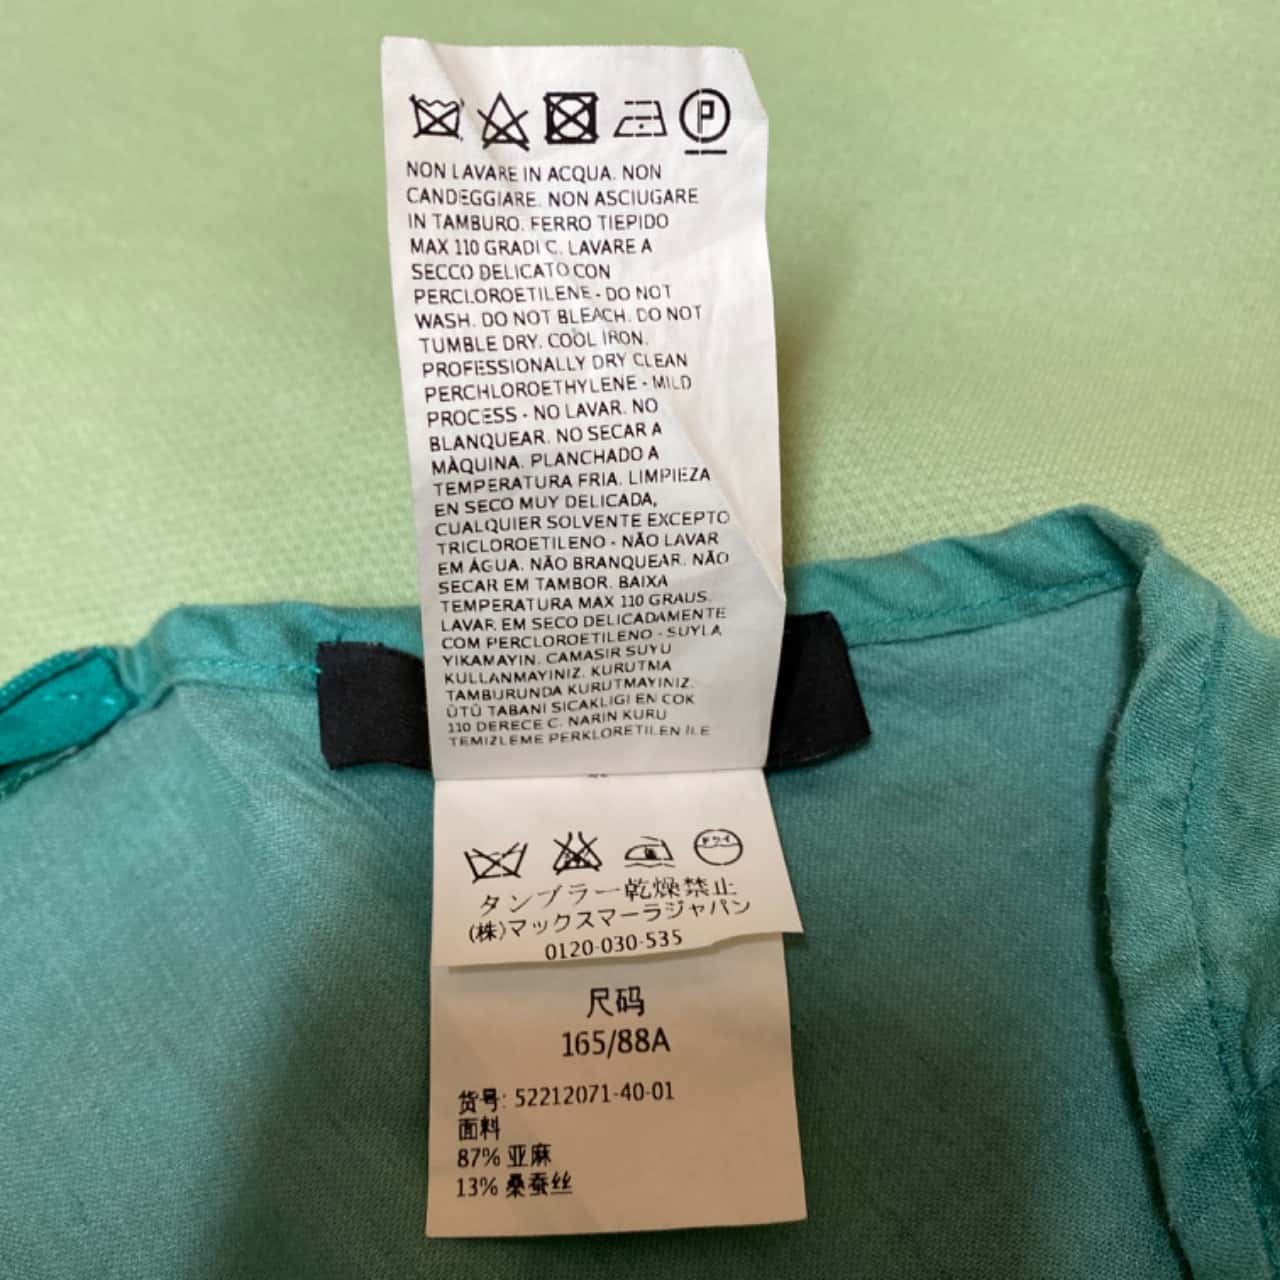 P
NON LAVARE IN ACQUA. NON
CANDEGGIARE. NON ASCIUGARE
IN TAMBURO. FERRO TIEPIDO
MAX 110 GRADI C. LAVARE A
SECCO DELICATO CON
PERCLOROETILENE - DO NOT
WASH. DO NOT BLEACH. DO NOT
TUMBLE DRY. COOL IRON.
PROFESSIONALLY DRY CLEAN
PERCHLOROETHYLENE - MILD
PROCESS - NO LAVAR. NO
BLANQUEAR. NO SECAR A
MÀQUINA. PLANCHADO A
TEMPERATURA FRIA. LIMPIEZA
EN SECO MUY DELICADA,
CUALQUIER SOLVENTE EXCEPTO
TRICLOROETILENO - NÃO LAVAR
EM ÁGUA. NÃO BRANQUEAR. NÃO
SECAR EM TAMBOR. BAIXA
TEMPERATURA MAX 110 GRAUS.
LAVAR EM SECO DELICADAMENTE
COM PERCLOROETILENO - SUYLA
YIKAMAYIN. CAMASIR SUYU
KULLANMAYINIZ. KURUTMA
TAMBURUNDA KURUTMAYINIZ.
ÜTÜ TABANI SICAKLIGI EN COK
110 DERECE C. NARIN KURU
TEMIZLEME PERKLORETILEN İLE
ドライ
タンブラー乾燥禁止
(株)マックスマーラジャパン
0120-030-535
尺码
165/88A
货号: 52212071-40-01
面料
87% 亚麻
13% 桑蚕丝